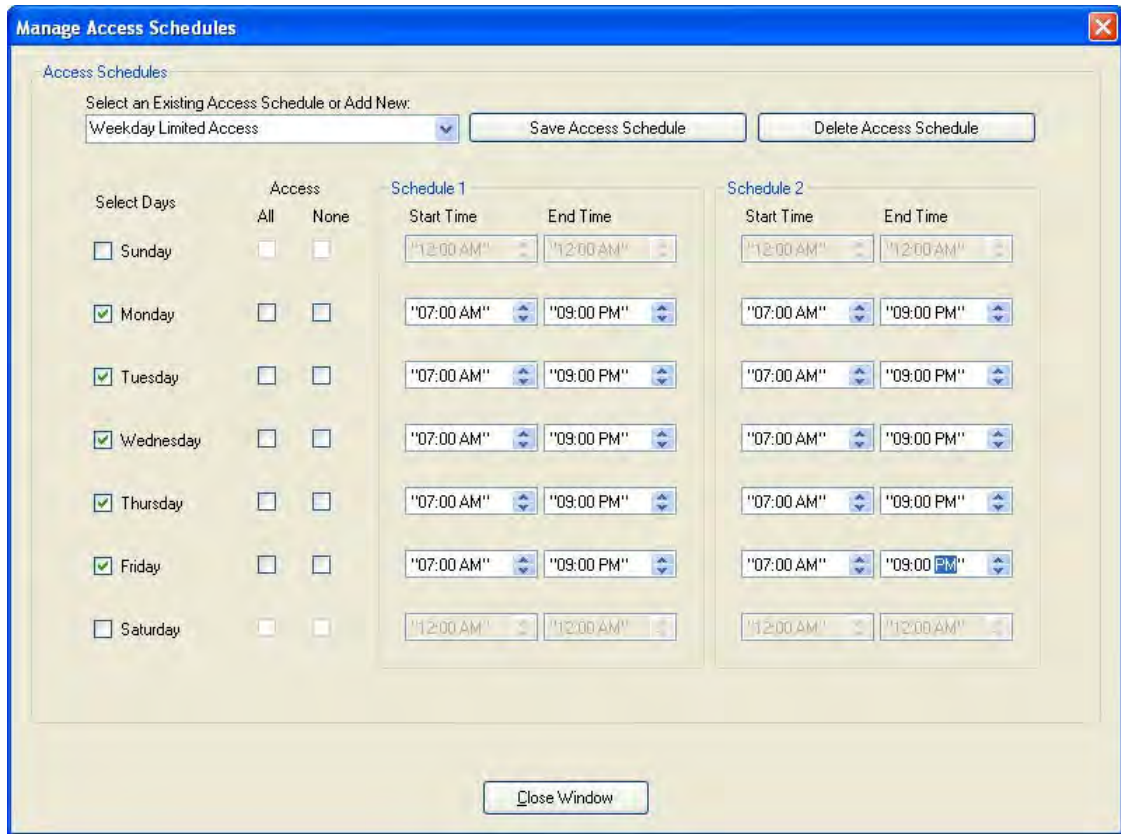 Manage Access Schedules
Access Schedules
Select an Existing Access Schedule or Add New:
Weekday Limited Access Save Access Schedule Delete Access Schedule
Select Days Access Schedule 1 Schedule 2
All None Start Time End Time Start Time End Time
Sunday "12:00 AM" "12:00 AM" "12:00 AM" "12:00 AM"
Monday "07:00 AM" "09:00 PM" "07:00 AM" "09:00 PM"
Tuesday "07:00 AM" "09:00 PM" "07:00 AM" "09:00 PM"
Wednesday "07:00 AM" "09:00 PM" "07:00 AM" "09:00 PM"
Thursday "07:00 AM" "09:00 PM" "07:00 AM" "09:00 PM"
Friday "07:00 AM" "09:00 PM" "07:00 AM" "09:00 PM"
Saturday "12:00 AM" "12:00 AM" "12:00 AM" "12:00 AM"
Close Window